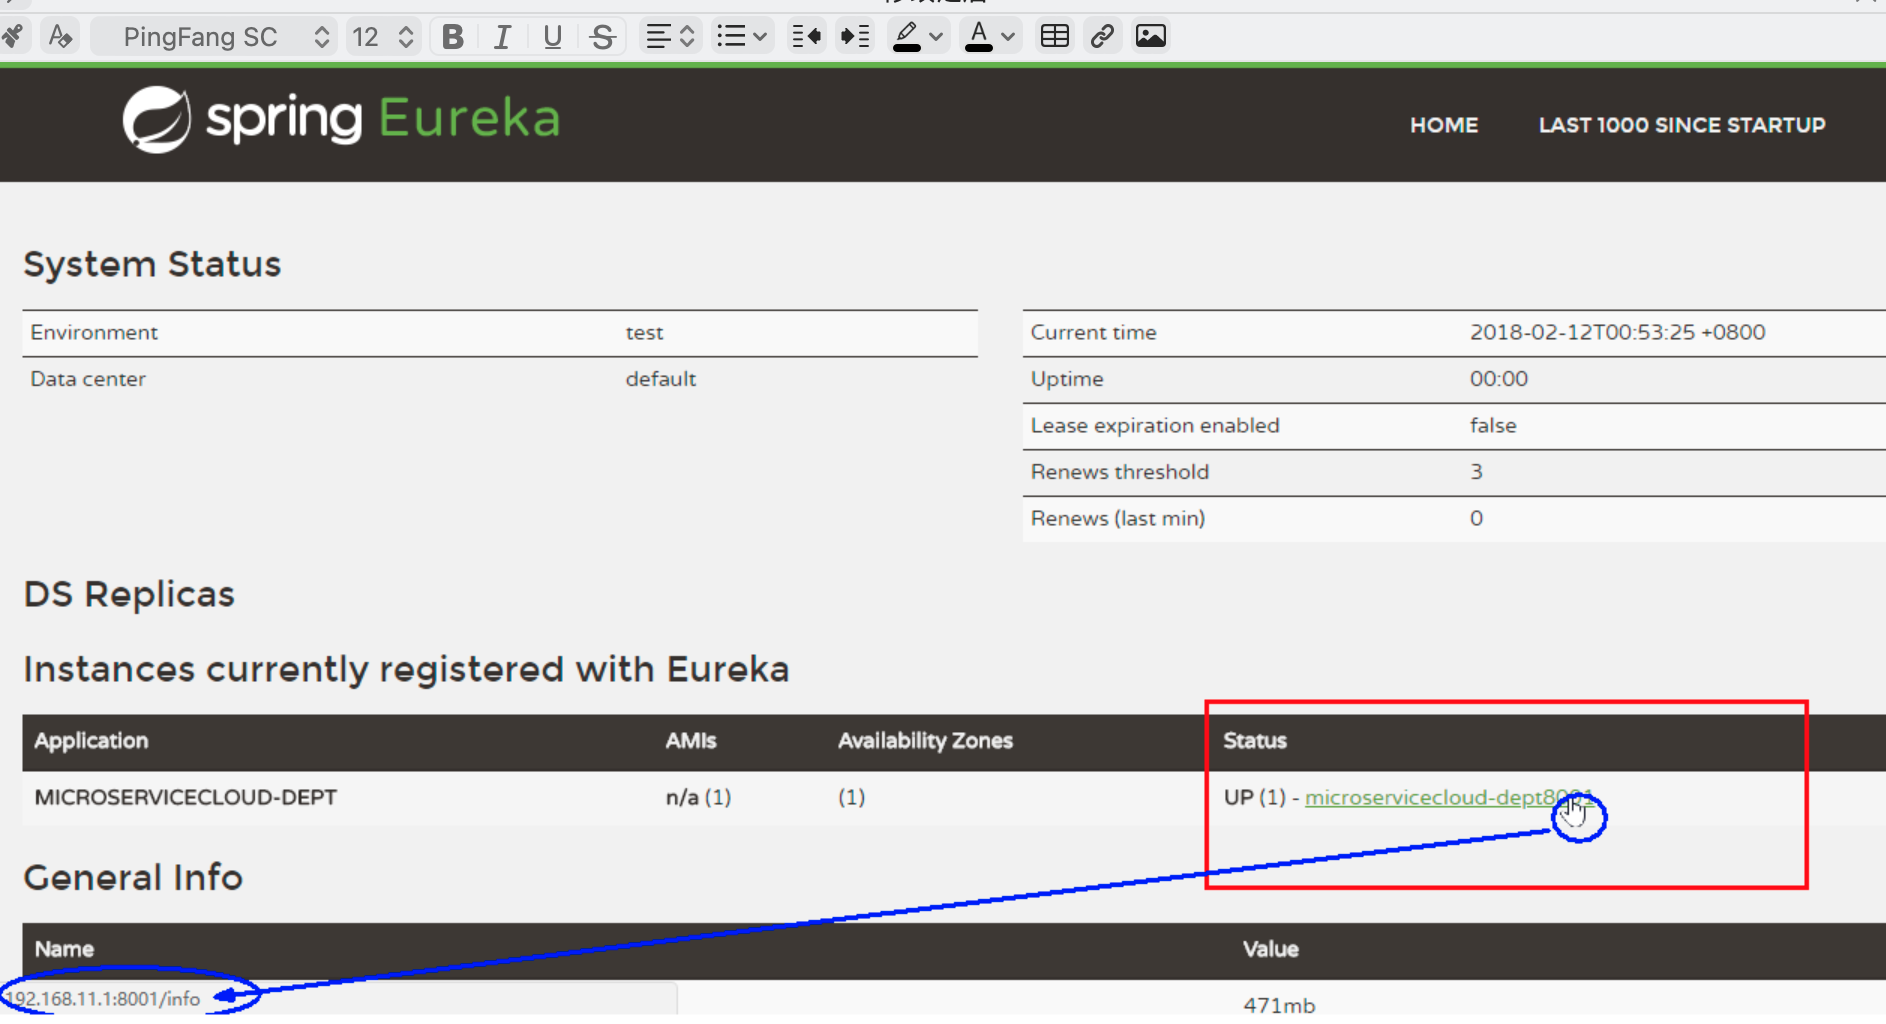 PingFang SC 12 B I U S A
spring Eureka
HOME LAST 1000 SINCE STARTUP
System Status
Environment test
Data center default
Current time 2018-02-12T00:53:25 +0800
Uptime 00:00
Lease expiration enabled false
Renews threshold 3
Renews (last min) 0
DS Replicas
Instances currently registered with Eureka
Application AMIs Availability Zones Status
MICROSERVICECLOUD-DEPT n/a (1) (1) UP (1) - microservicecloud-dept8001
General Info
Name Value
192.168.11.1:8001/info
471mb